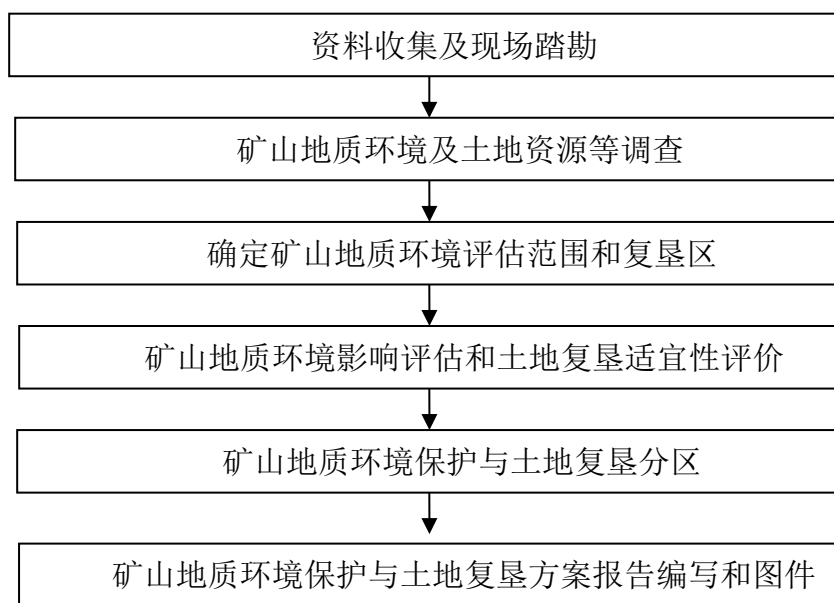 资料收集及现场踏勘
矿山地质环境及土地资源等调查
确定矿山地质环境评估范围和复垦区
矿山地质环境影响评估和土地复垦适宜性评价
矿山地质环境保护与土地复垦分区
矿山地质环境保护与土地复垦方案报告编写和图件